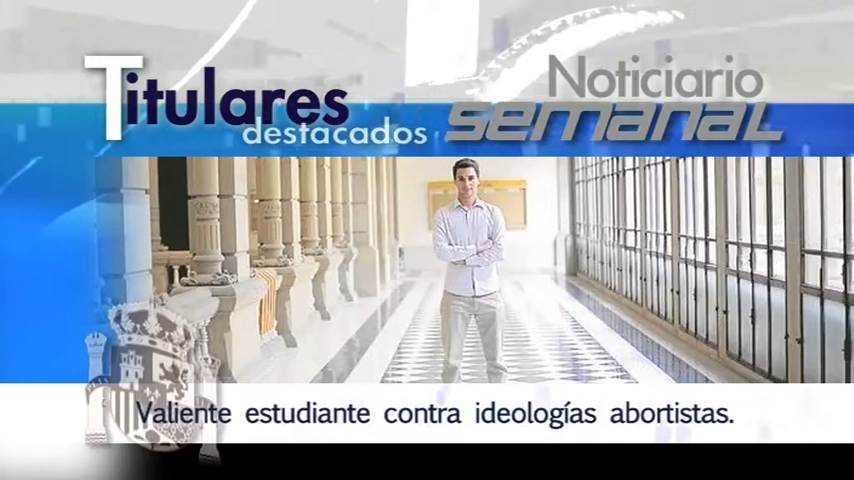 Titulares
destacados
Noticiario
semanal
Valiente estudiante contra ideologías abortistas.